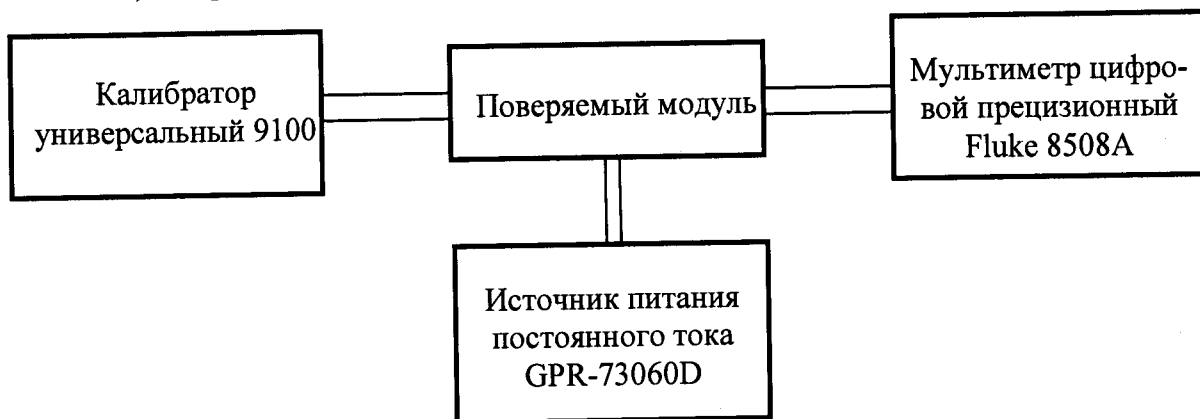 Калибратор
универсальный 9100
Поверяемый модуль
Мультиметр цифро-
вой прецизионный
Fluke 8508A
Источник питания
постоянного тока
GPR-73060D